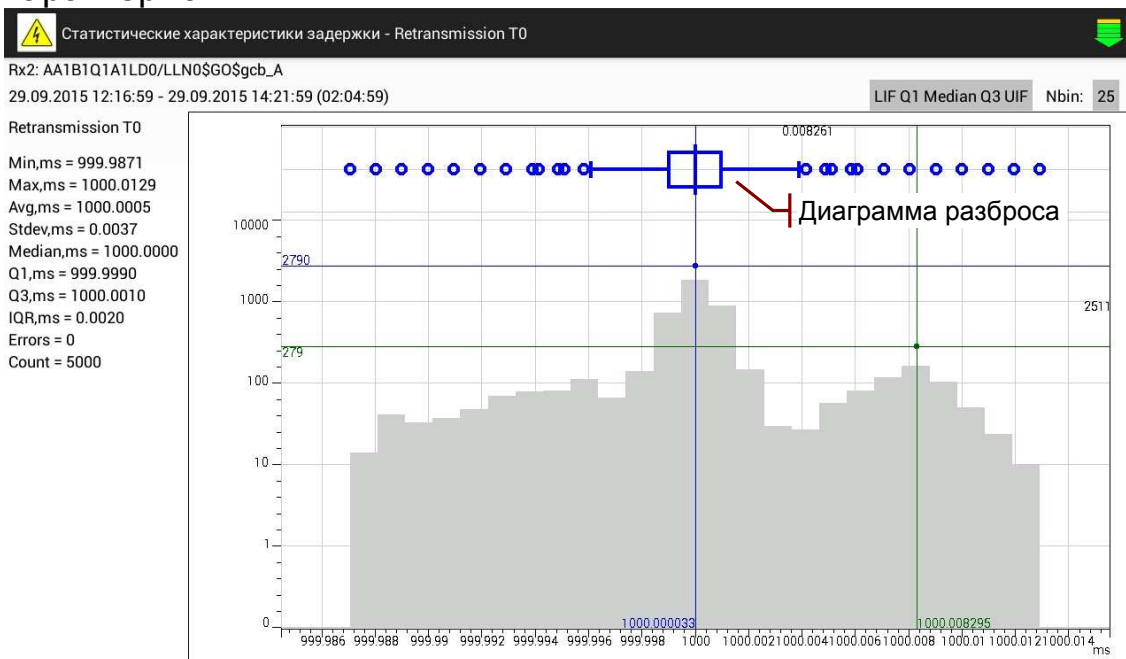 Статистические характеристики задержки - Retransmission T0
Rx2: AA1B1Q1A1LD0/LLN0$GO$gcb_A
29.09.2015 12:16:59 - 29.09.2015 14:21:59 (02:04:59)
LIF Q1 Median Q3 UIF Nbin: 25
Retransmission T0
Min,ms = 999.9871
Max,ms = 1000.0129
Avg,ms = 1000.0005
Stdev,ms = 0.0037
Median,ms = 1000.0000
Q1,ms = 999.9990
Q3,ms = 1000.0010
IQR,ms = 0.0020
Errors = 0
Count = 5000
0.008261
Диаграмма разброса
10000
2790
1000
2511
279
100
10
1
0
1000.000033
1000.008295
999.986 999.988 999.99 999.992 999.994 999.996 999.998 1000 1000.002 1000.004 1000.006 1000.008 1000.01 1000.012 1000.014
ms